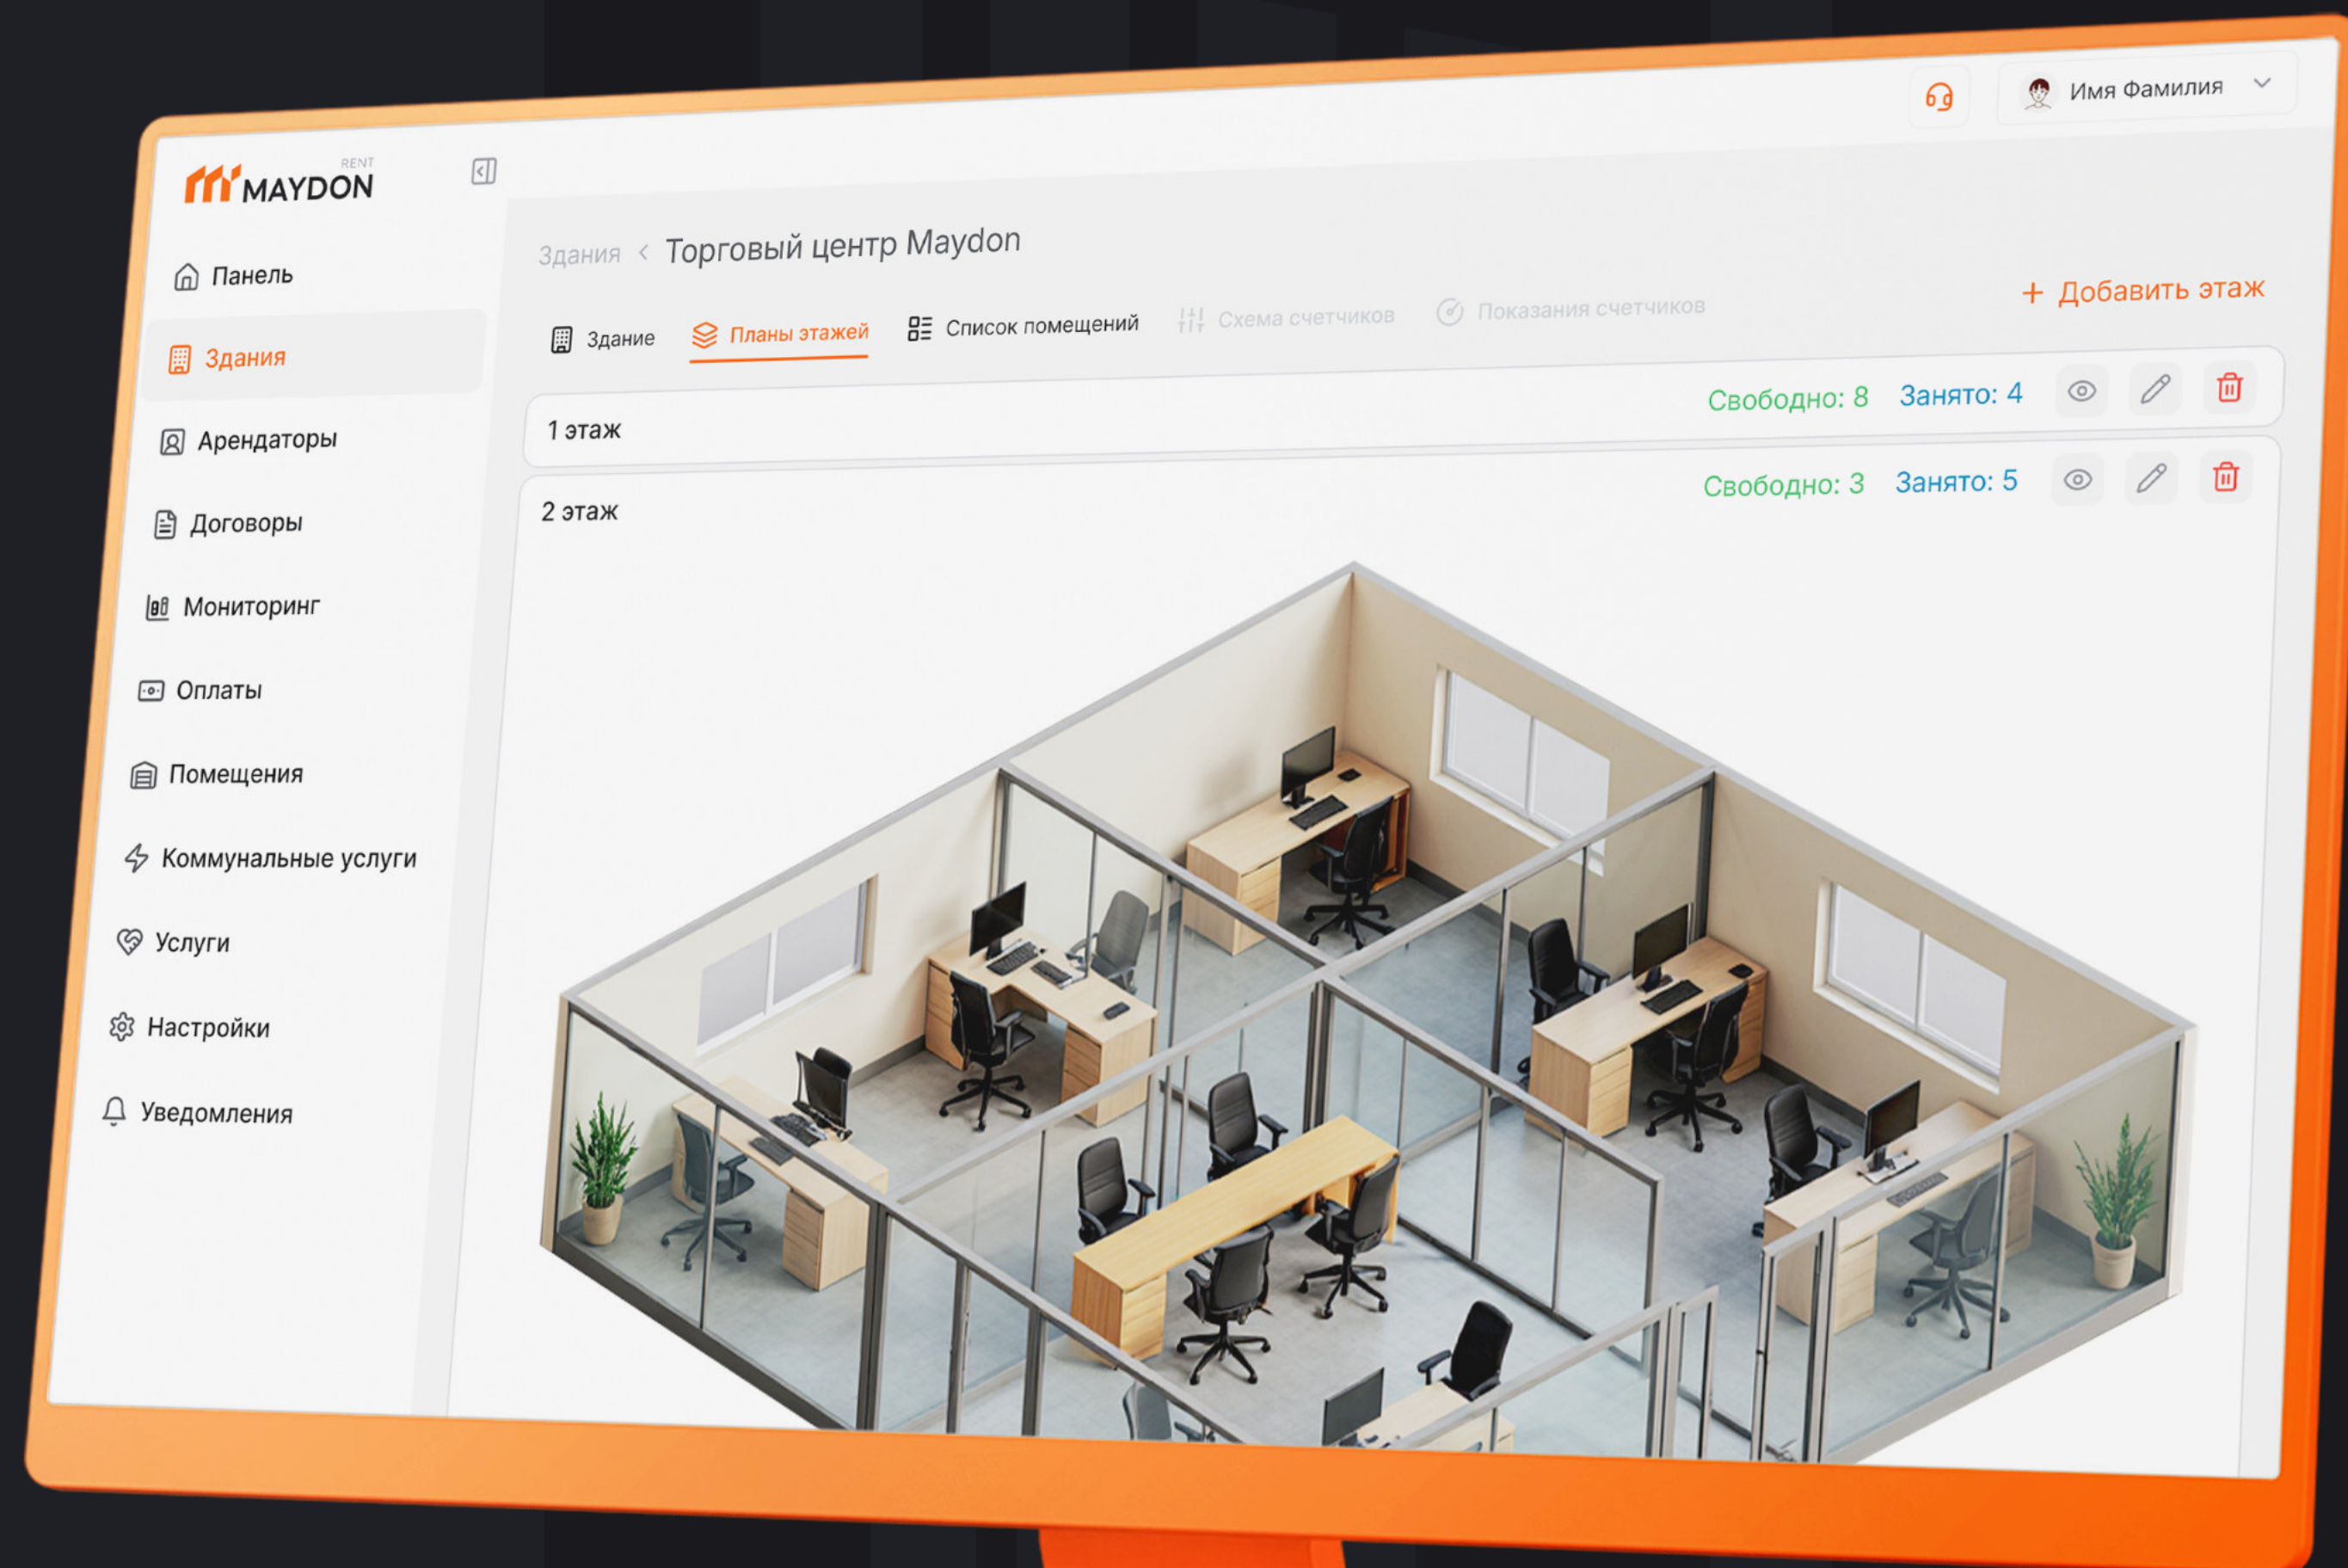 RENT
MAYDON
Имя Фамилия
Панель
Здания
Арендаторы
Договоры
Мониторинг
Оплаты
Помещения
Коммунальные услуги
Услуги
Настройки
Уведомления
Здания < Торговый центр Maydon
Здание Планы этажей Список помещений Схема счетчиков Показания счетчиков
+ Добавить этаж
1 этаж Свободно: 8 Занято: 4
2 этаж Свободно: 3 Занято: 5